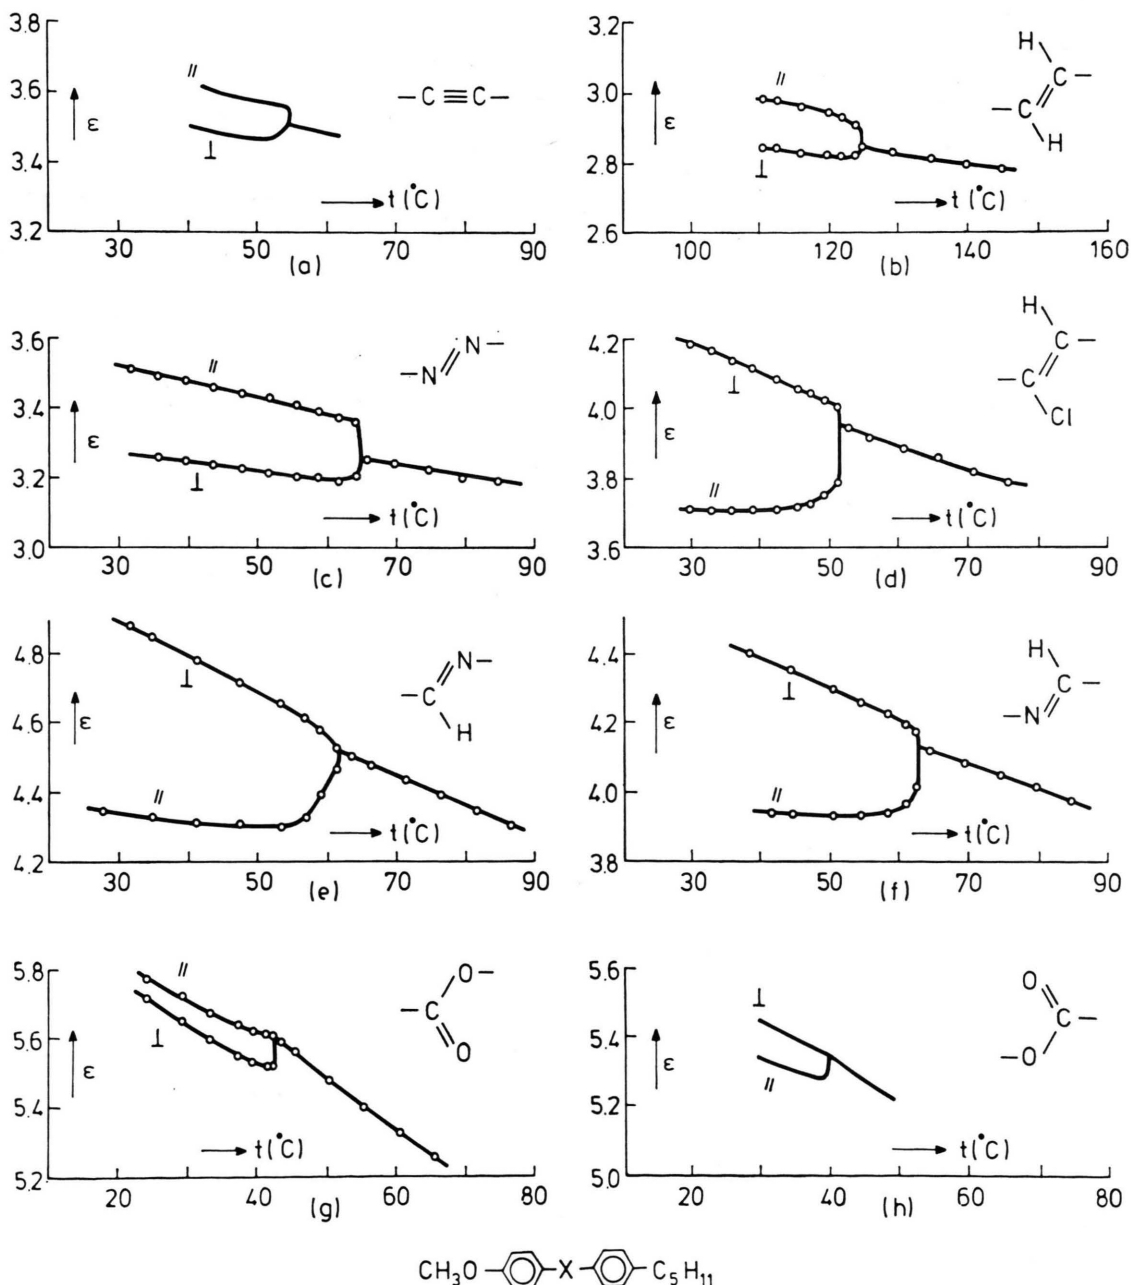 3.8
3.6
3.4
3.2
ε
//
⊥
—C≡C—
t (°C)
30
50
70
90
(a)
3.2
3.0
2.8
2.6
ε
//
⊥
H
C—
—C
H
t (°C)
100
120
140
160
(b)
3.6
3.4
3.2
3.0
ε
//
⊥
N—
—N
t (°C)
30
50
70
90
(c)
4.2
4.0
3.8
3.6
ε
⊥
//
H
C—
—C
Cl
t (°C)
30
50
70
90
(d)
4.8
4.6
4.4
4.2
ε
⊥
//
N—
—C
H
t (°C)
30
50
70
90
(e)
4.4
4.2
4.0
3.8
ε
⊥
//
H
C—
—N
t (°C)
30
50
70
90
(f)
5.8
5.6
5.4
5.2
ε
//
⊥
O—
—C
O
t (°C)
20
40
60
80
(g)
5.6
5.4
5.2
5.0
ε
⊥
//
O
C—
—O
t (°C)
20
40
60
80
(h)
CH₃O—X—C₅H₁₁